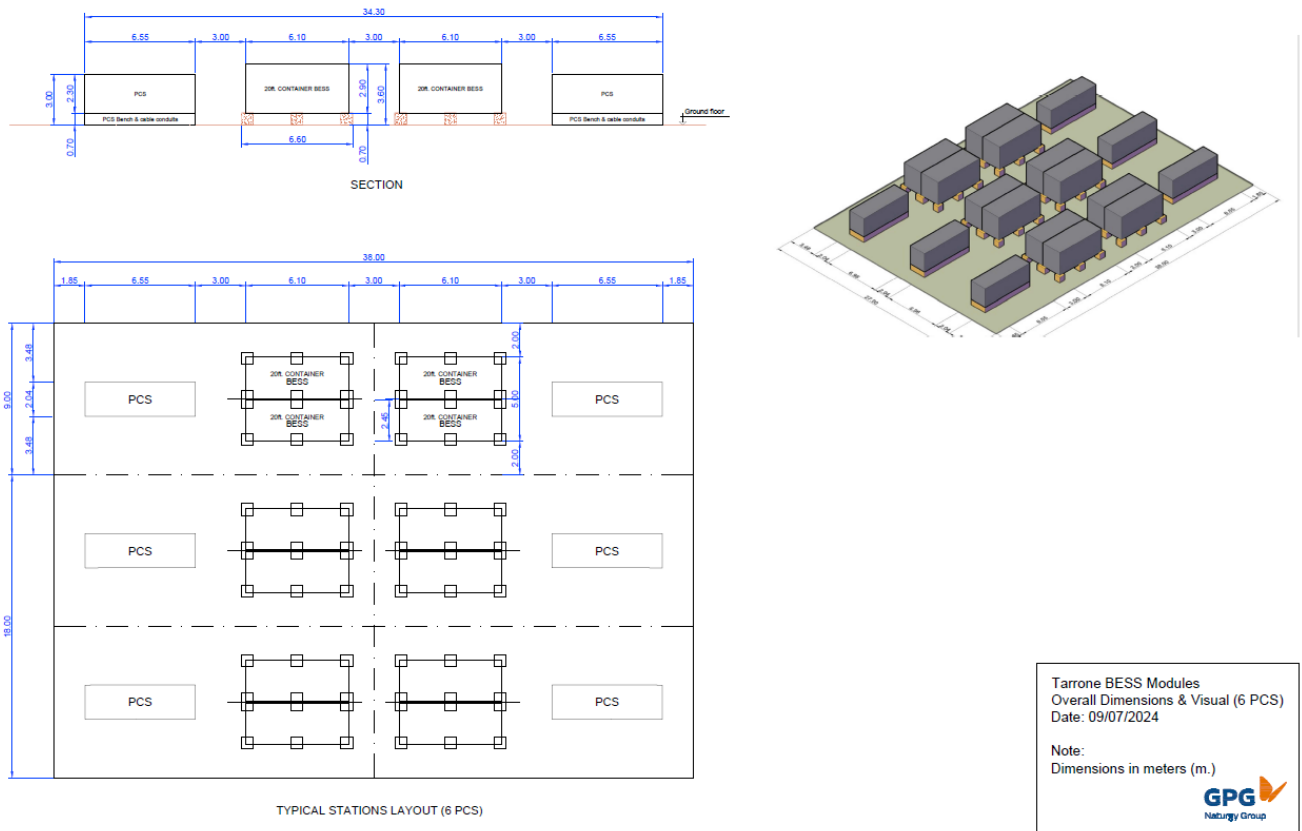 34.30
6.55 3.00 6.10 3.00 6.10 3.00 6.55
3.00 2.30 0.70
PCS
PCS Bench & cable conduits
20ft. CONTAINER BESS
2.90 3.60 0.70
20ft. CONTAINER BESS
PCS
PCS Bench & cable conduits
Ground floor
6.60
SECTION
38.00
1.85 6.55 3.00 6.10 3.00 6.10 3.00 6.55 1.85
9.00 3.48 2.04 3.48
18.00
PCS
20ft. CONTAINER
BESS
20ft. CONTAINER
BESS
2.45
20ft. CONTAINER
BESS
20ft. CONTAINER
BESS
2.00 5.00 2.00
PCS
PCS
PCS
PCS
PCS
TYPICAL STATIONS LAYOUT (6 PCS)
27.00
38.00
Tarrone BESS Modules
Overall Dimensions & Visual (6 PCS)
Date: 09/07/2024
Note:
Dimensions in meters (m.)
GPG
Naturgy Group